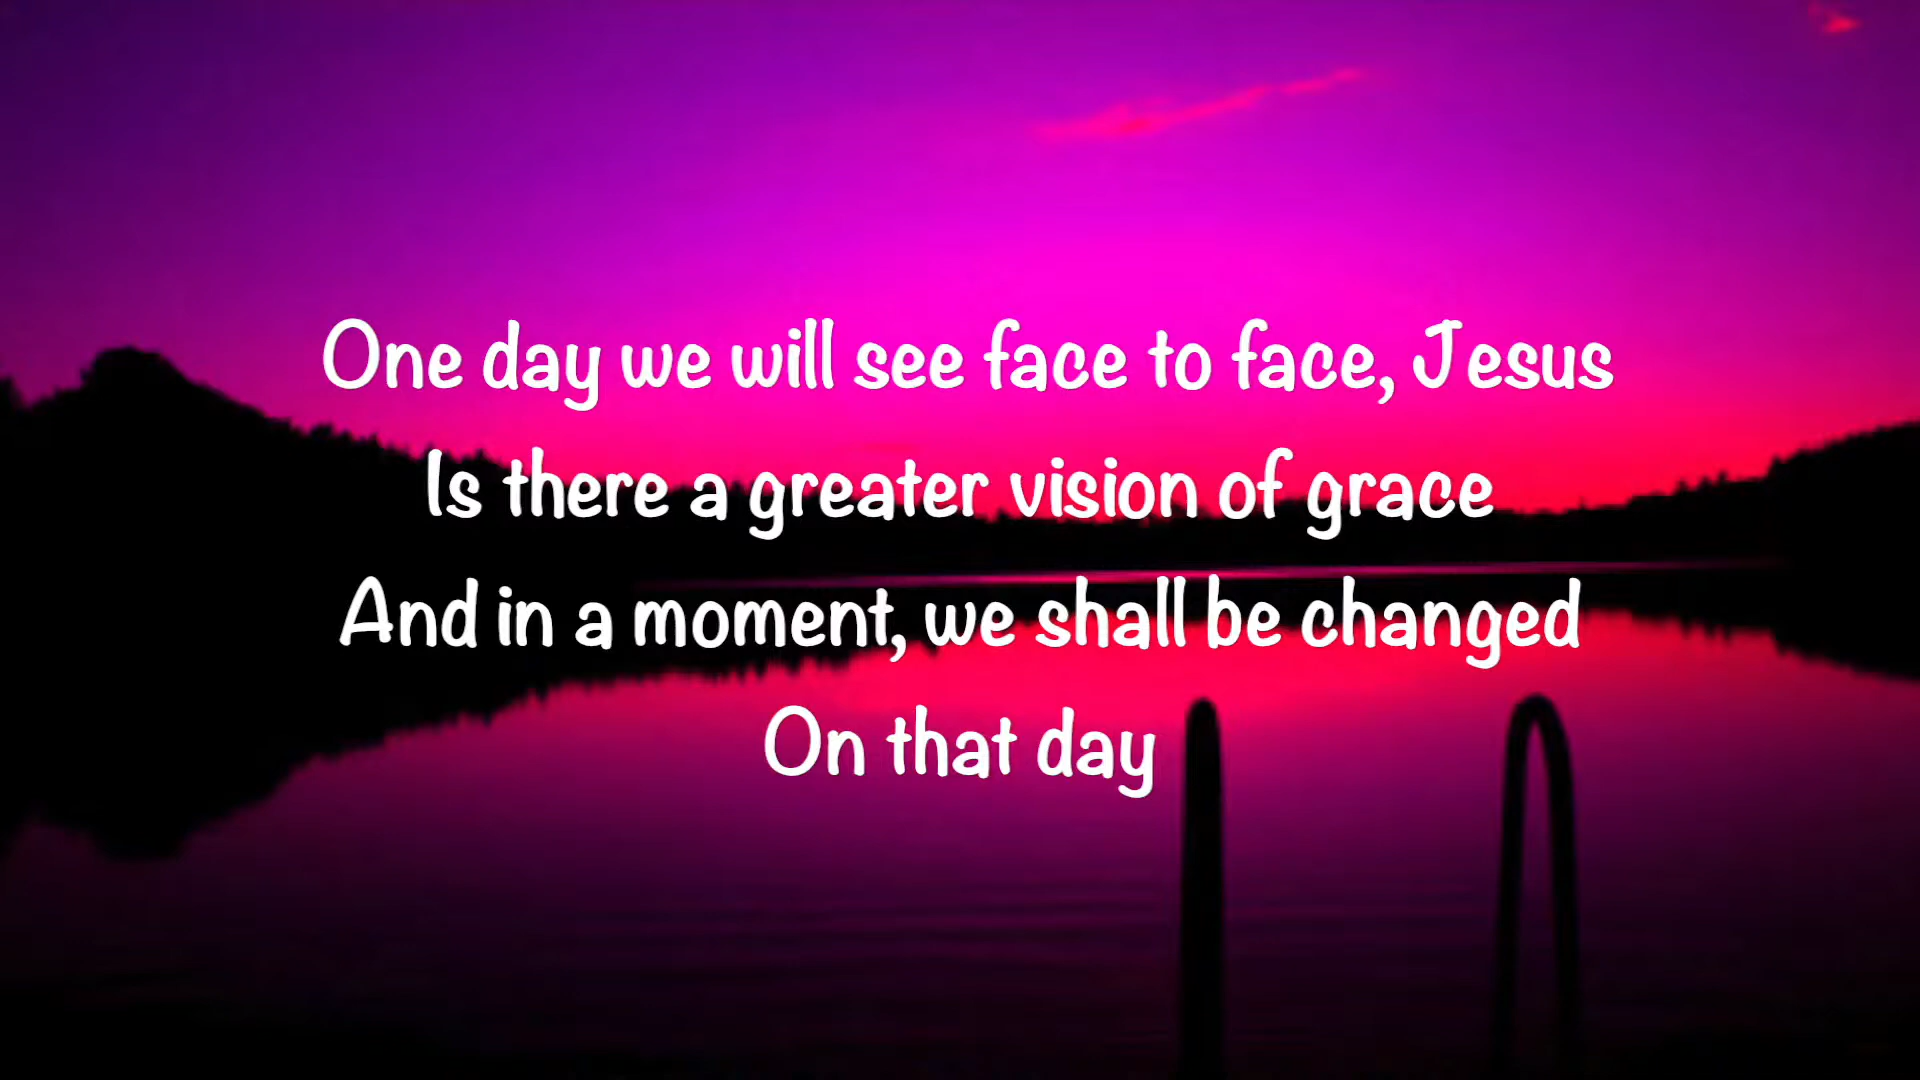 One day we will see face to face, Jesus
Is there a greater vision of grace
And in a moment, we shall be changed
On that day